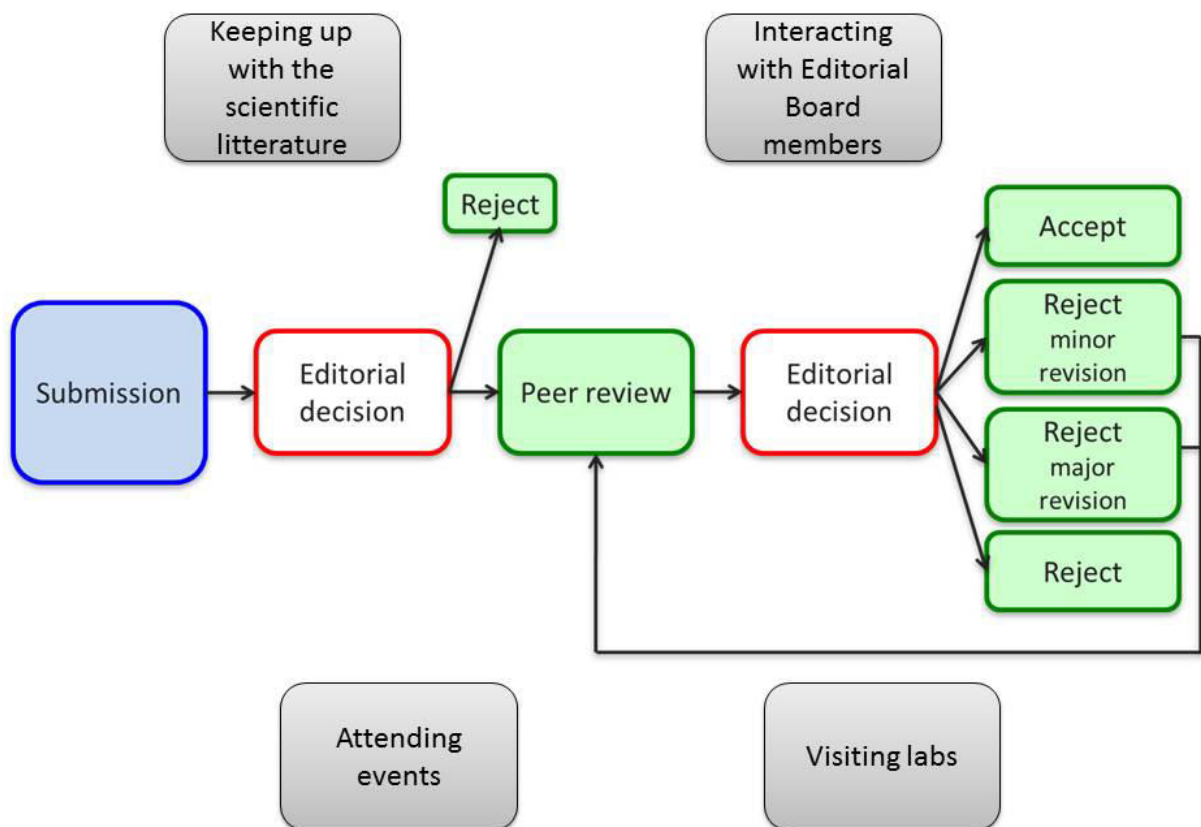 Keeping up
with the
scientific
litterature
Interacting
with Editorial
Board
members
Reject
Submission
Editorial
decision
Peer review
Editorial
decision
Accept
Reject
minor
revision
Reject
major
revision
Reject
Attending
events
Visiting labs